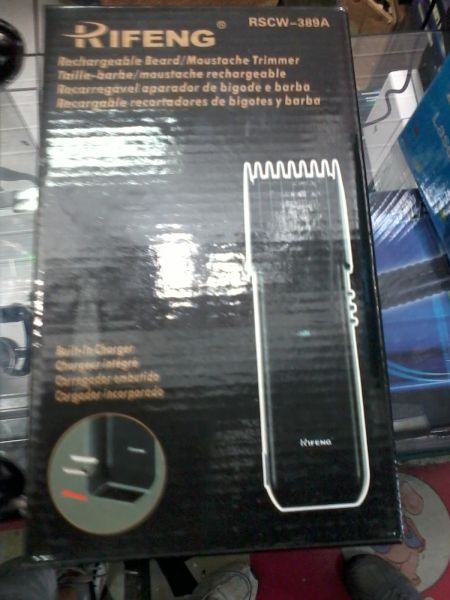 RIFENG® RSCW-389A
Rechargeable Beard/Moustache Trimmer
Taille-barbe/moustache rechargeable
Recarregável aparador de bigode e barba
Recargable recortadores de bigotes y barba
Built-in Charger
Chargeur intégré
Carregador embutido
Cargador incorporado
RIFENG